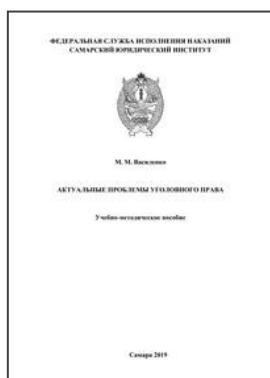 ФЕДЕРАЛЬНАЯ СЛУЖБА ИСПОЛНЕНИЯ НАКАЗАНИЙ
САМАРСКИЙ ЮРИДИЧЕСКИЙ ИНСТИТУТ
М. М. Василенко
АКТУАЛЬНЫЕ ПРОБЛЕМЫ УГОЛОВНОГО ПРАВА
Учебно-методическое пособие
Самара 2019